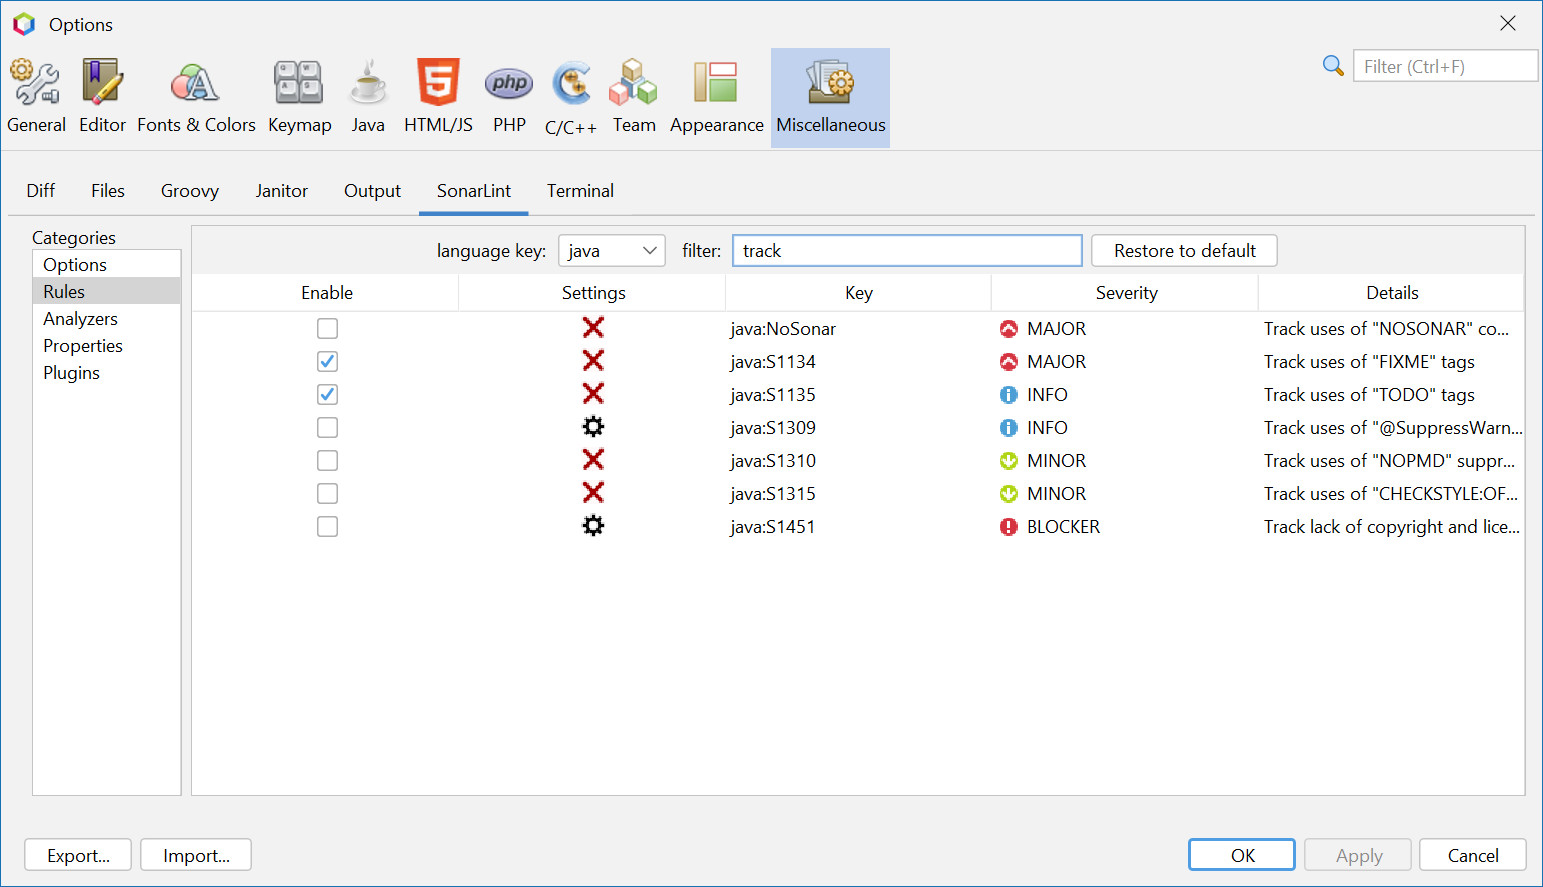 Options
Filter (Ctrl+F)
General Editor Fonts & Colors Keymap Java HTML/JS PHP C/C++ Team Appearance Miscellaneous
Diff Files Groovy Janitor Output SonarLint Terminal
Categories
Options
Rules
Analyzers
Properties
Plugins
language key: java filter: track Restore to default
Enable Settings Key Severity Details
java:NoSonar MAJOR Track uses of "NOSONAR" co...
java:S1134 MAJOR Track uses of "FIXME" tags
java:S1135 INFO Track uses of "TODO" tags
java:S1309 INFO Track uses of "@SuppressWarn...
java:S1310 MINOR Track uses of "NOPMD" suppr...
java:S1315 MINOR Track uses of "CHECKSTYLE:OF...
java:S1451 BLOCKER Track lack of copyright and lice...
Export... Import... OK Apply Cancel